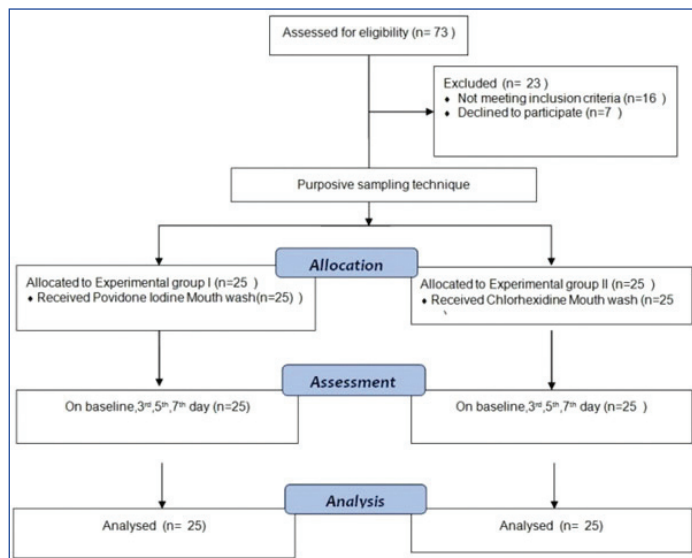 Assessed for eligibility (n= 73 )
Excluded (n= 23 )
♦ Not meeting inclusion criteria (n=16 )
♦ Declined to participate (n=7 )
Purposive sampling technique
Allocation
Allocated to Experimental group I (n=25 )
♦ Received Povidone Iodine Mouth wash(n=25) )
Allocated to Experimental group II (n=25 )
♦ Received Chlorhexidine Mouth wash (n=25
)
Assessment
On baseline,3rd,5th,7th day (n=25)
On baseline,3rd,5th,7th day (n=25 )
Analysis
Analysed (n= 25)
Analysed (n= 25)